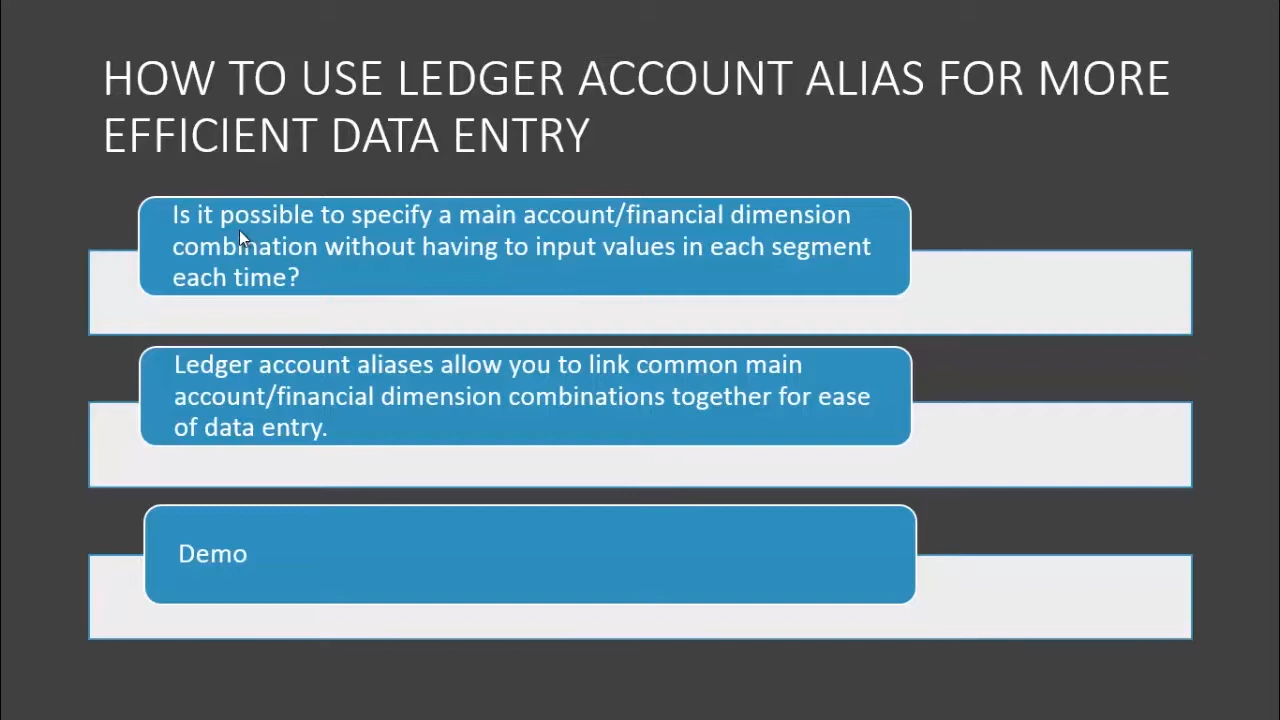 HOW TO USE LEDGER ACCOUNT ALIAS FOR MORE
EFFICIENT DATA ENTRY
Is it possible to specify a main account/financial dimension
combination without having to input values in each segment
each time?
Ledger account aliases allow you to link common main
account/financial dimension combinations together for ease
of data entry.
Demo